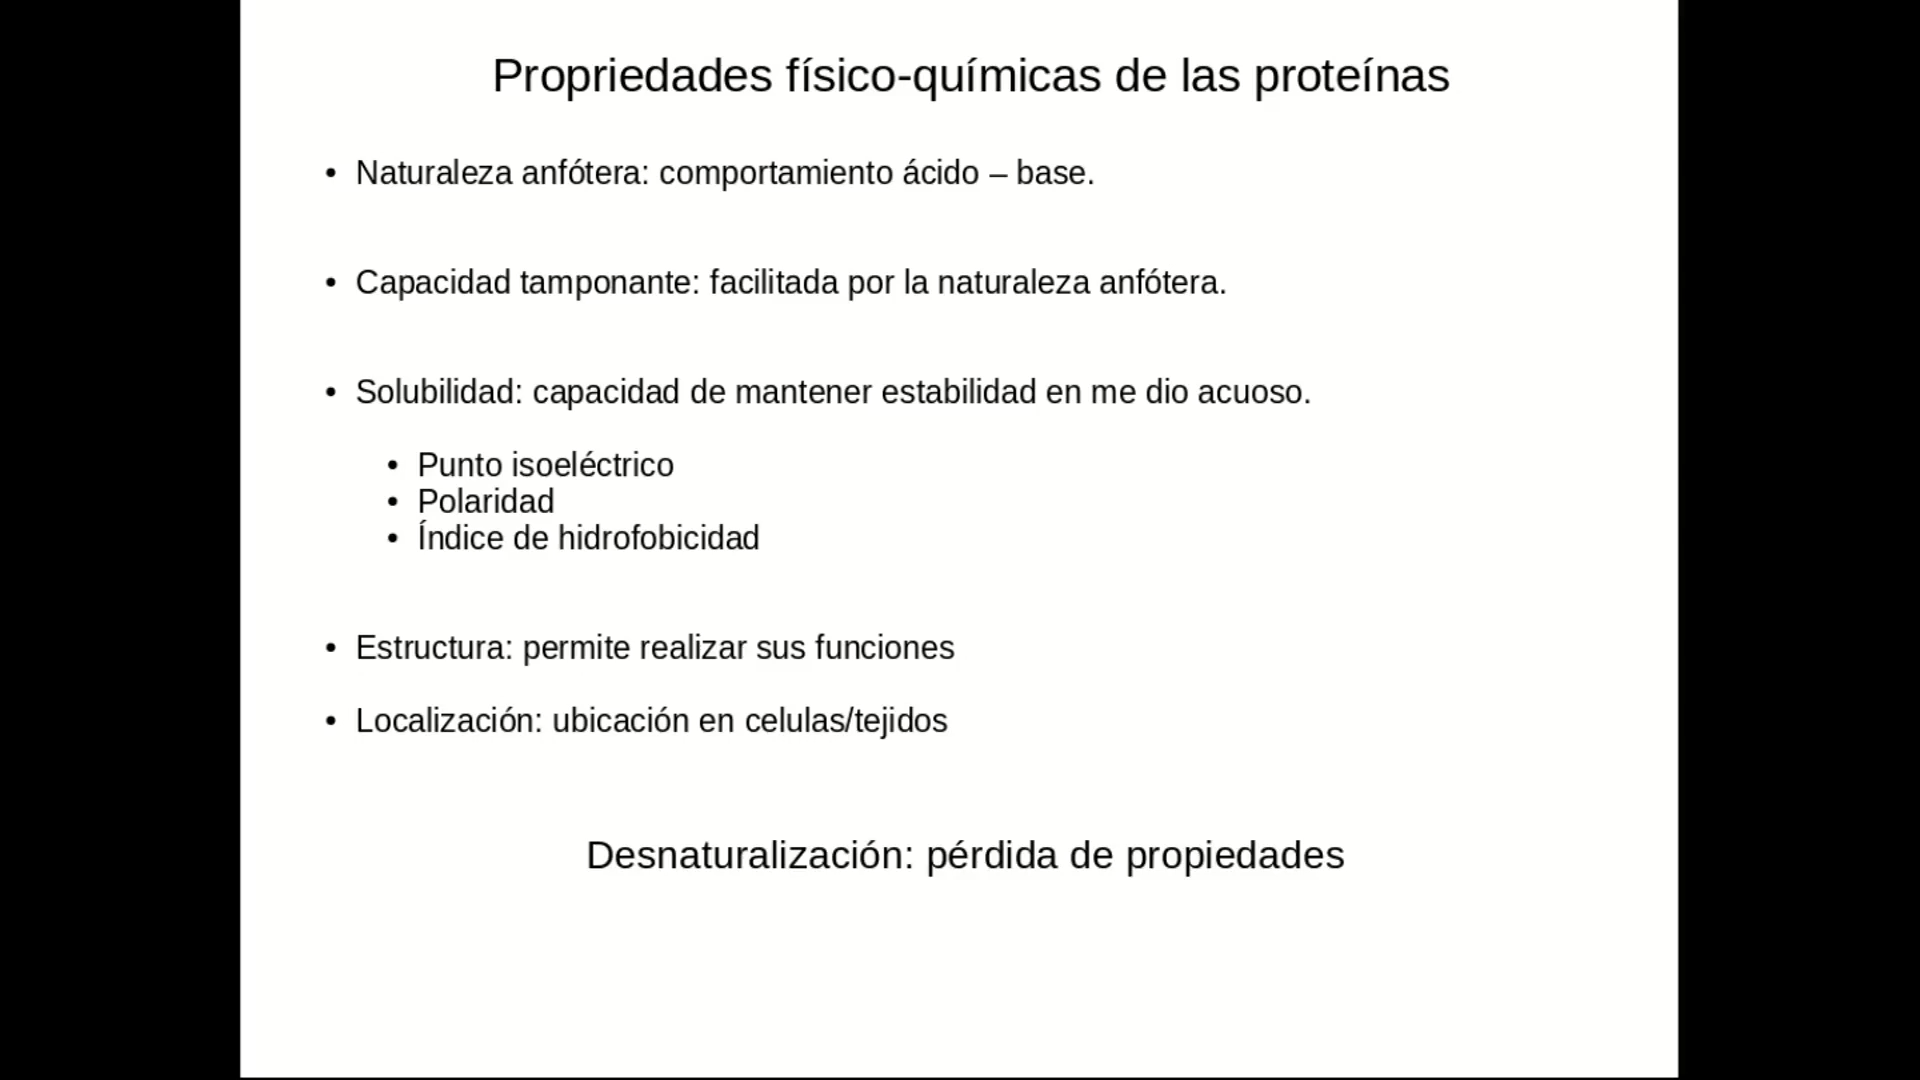 Propriedades físico-químicas de las proteínas
• Naturaleza anfótera: comportamiento ácido – base.
• Capacidad tamponante: facilitada por la naturaleza anfótera.
• Solubilidad: capacidad de mantener estabilidad en me dio acuoso.
• Punto isoeléctrico
• Polaridad
• Índice de hidrofobicidad
• Estructura: permite realizar sus funciones
• Localización: ubicación en celulas/tejidos
Desnaturalización: pérdida de propiedades